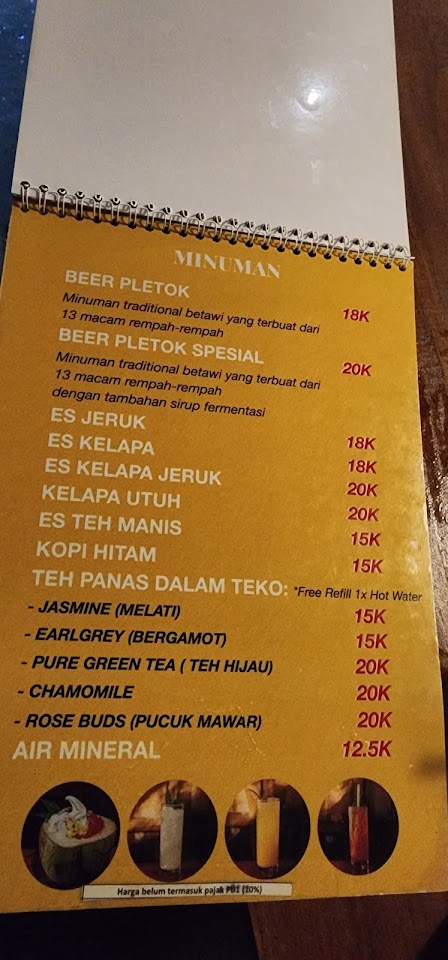 MINUMAN
BEER PLETOK 18K
Minuman traditional betawi yang terbuat dari
13 macam rempah-rempah
BEER PLETOK SPESIAL 20K
Minuman traditional betawi yang terbuat dari
13 macam rempah-rempah
dengan tambahan sirup fermentasi
ES JERUK 18K
ES KELAPA 18K
ES KELAPA JERUK 20K
KELAPA UTUH 20K
ES TEH MANIS 15K
KOPI HITAM 15K
TEH PANAS DALAM TEKO: *Free Refill 1x Hot Water
- JASMINE (MELATI) 15K
- EARLGREY (BERGAMOT) 15K
- PURE GREEN TEA ( TEH HIJAU) 20K
- CHAMOMILE 20K
- ROSE BUDS (PUCUK MAWAR) 20K
AIR MINERAL 12.5K
Harga belum termasuk pajak PB1 (10%)